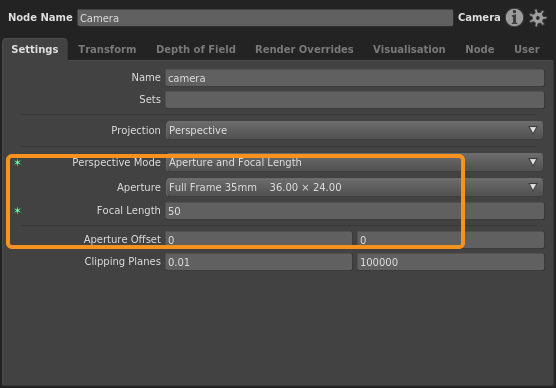 Node Name Camera Camera
Settings Transform Depth of Field Render Overrides Visualisation Node User
Name camera
Sets
Projection Perspective
Perspective Mode Aperture and Focal Length
Aperture Full Frame 35mm 36.00 × 24.00
Focal Length 50
Aperture Offset 0 0
Clipping Planes 0.01 100000